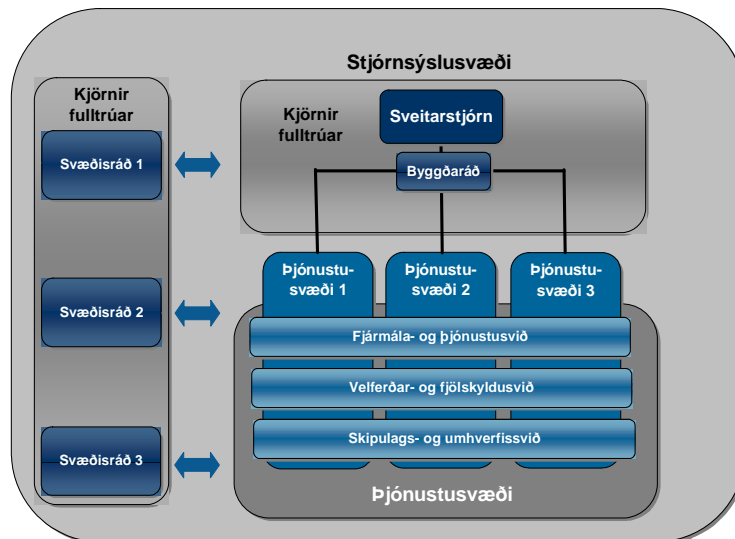 Stjórnsýslusvæði
Kjörnir
fulltrúar
Svæðisráð 1
Svæðisráð 2
Svæðisráð 3
Kjörnir
fulltrúar
Sveitarstjórn
Byggðaráð
Þjónustu-
svæði 1
Þjónustu-
svæði 2
Þjónustu-
svæði 3
Fjármála- og þjónustusvið
Velferðar- og fjölskyldusvið
Skipulags- og umhverfissvið
Þjónustusvæði